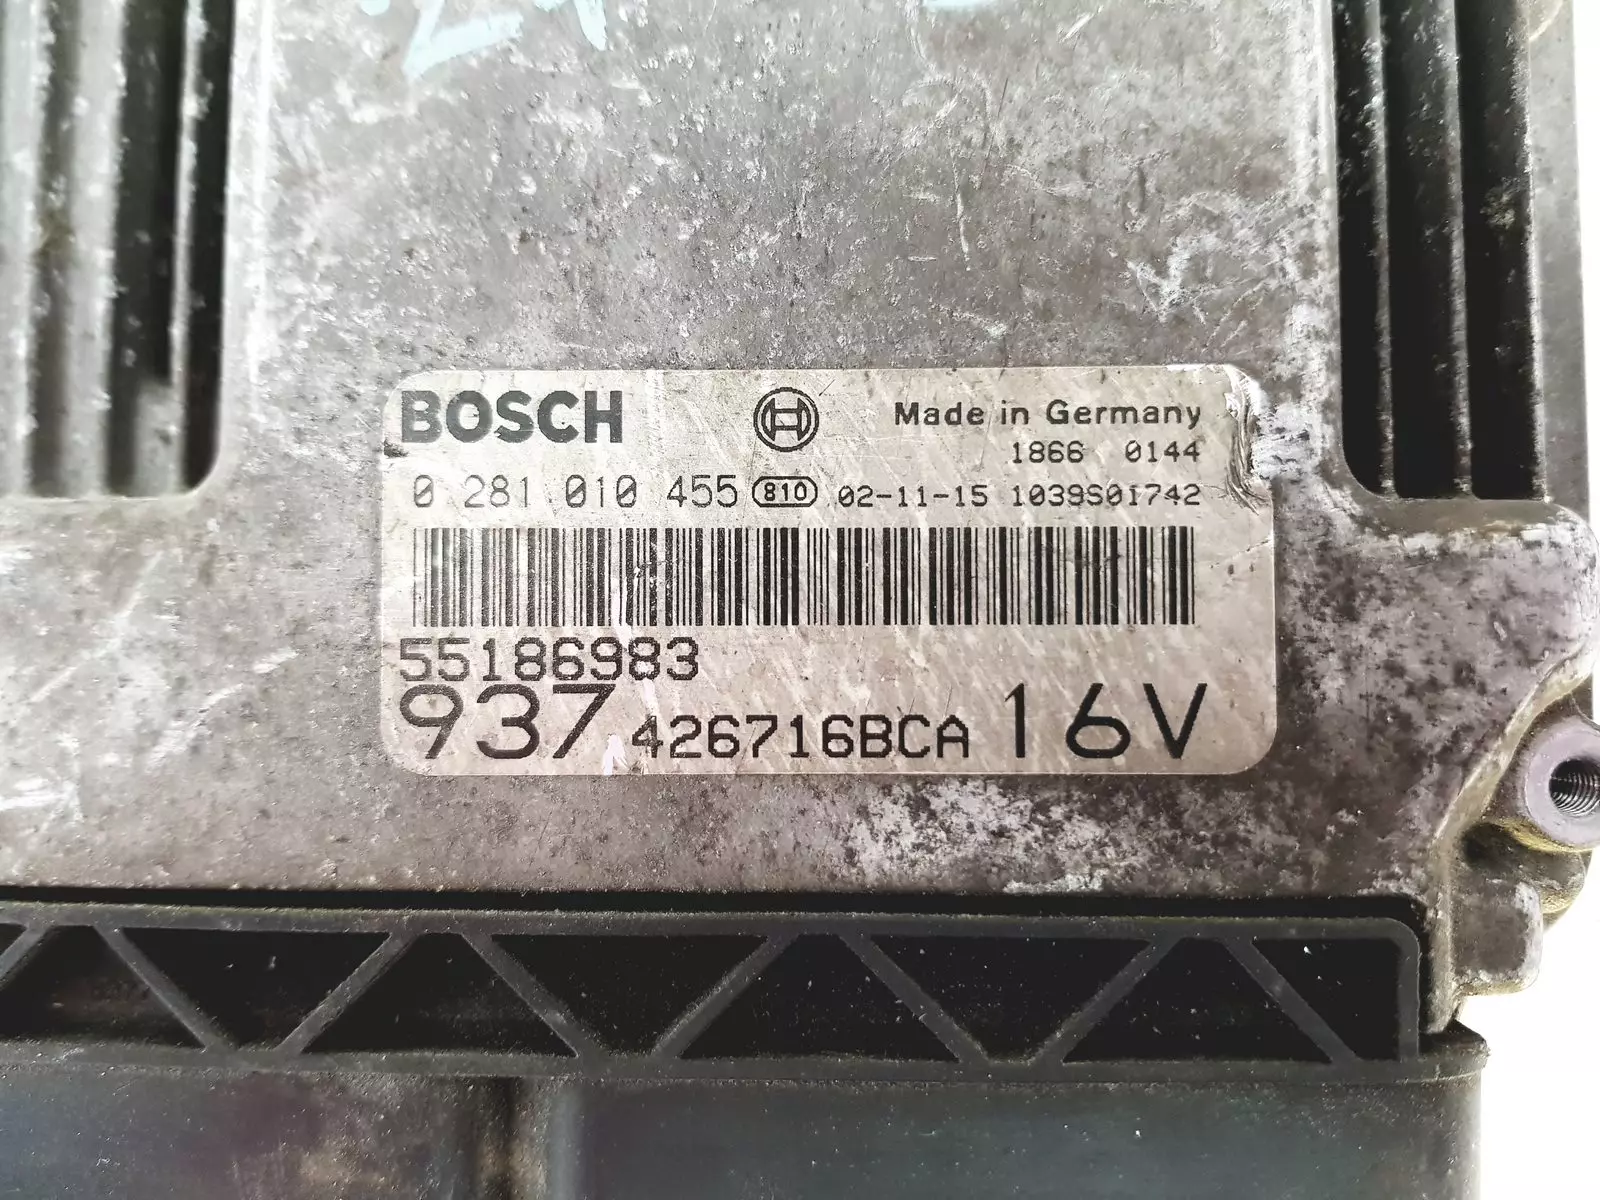 BOSCH Made in Germany
1866 0144
0 281 010 455 810 02-11-15 1039S01742
55186983
937 426716BCA 16V